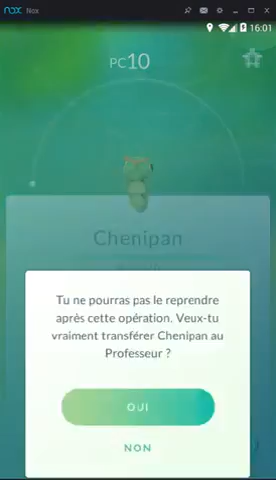 nox Nox
16:01
PC10
Chenipan
Tu ne pourras pas le reprendre
après cette opération. Veux-tu
vraiment transférer Chenipan au
Professeur ?
OUI
NON